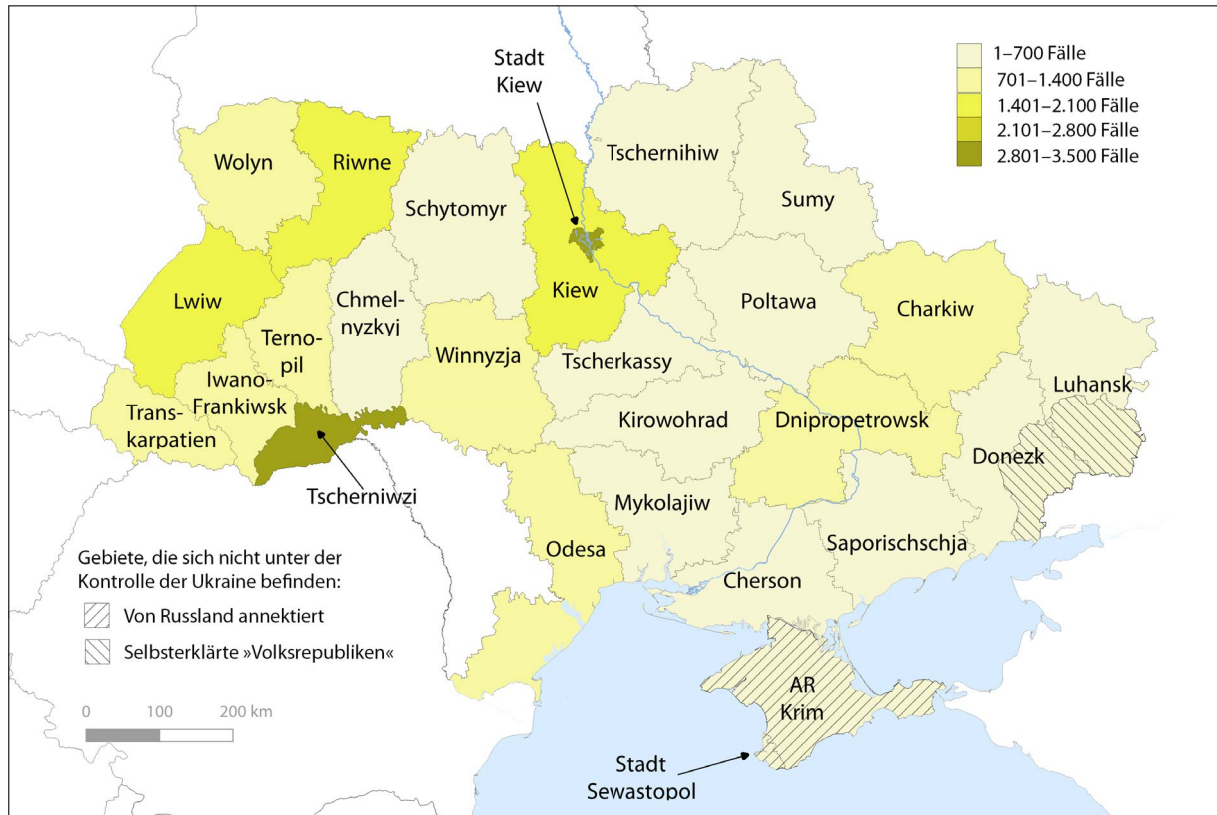 Stadt
Kiew
1–700 Fälle
701–1.400 Fälle
1.401–2.100 Fälle
2.101–2.800 Fälle
2.801–3.500 Fälle
Wolyn
Riwne
Schytomyr
Tschernihiw
Sumy
Lwiw
Kiew
Chmel-
nyzkyj
Terno-
pil
Winnyzja
Tscherkassy
Poltawa
Charkiw
Luhansk
Iwano-
Frankiwsk
Trans-
karpatien
Kirowohrad
Dnipropetrowsk
Donezk
Tscherniwzi
Mykolajiw
Odesa
Saporischschja
Cherson
Gebiete, die sich nicht unter der
Kontrolle der Ukraine befinden:
Von Russland annektiert
Selbsterklärte »Volksrepubliken«
0 100 200 km
AR
Krim
Stadt
Sewastopol